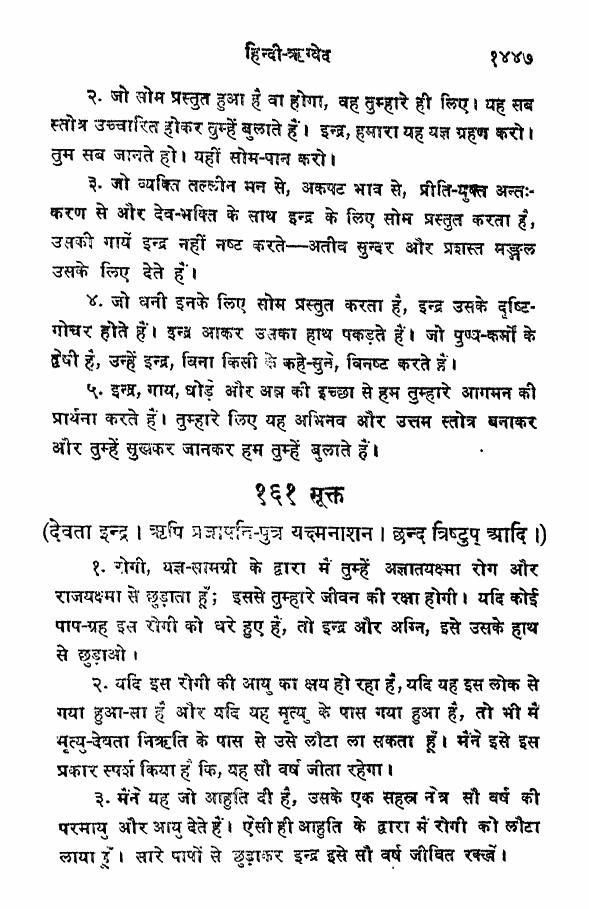 हिन्दी-ऋग्वेद १४४७
२. जो सोम प्रस्तुत हुआ है वा होगा, वह तुम्हारे ही लिए। यह सब
स्तोत्र उच्चारित होकर तुम्हें बुलाते हैं। इन्द्र, हमारा यह यज्ञ ग्रहण करो।
तुम सब जानते हो। यहीं सोम-पान करो।
३. जो व्यक्ति तल्लीन मन से, अकपट भाव से, प्रीति-युक्त अन्तः-
करण से और देव-भक्ति के साथ इन्द्र के लिए सोम प्रस्तुत करता है,
उसकी गायें इन्द्र नहीं नष्ट करते—अतीव सुन्दर और प्रशस्त मङ्गल
उसके लिए देते हैं।
४. जो धनी इनके लिए सोम प्रस्तुत करता है, इन्द्र उसके दृष्टि-
गोचर होते हैं। इन्द्र आकर उसका हाथ पकड़ते हैं। जो पुण्य-कर्मों के
द्वेषी हैं, उन्हें इन्द्र, बिना किसी के कहे-सुने, विनष्ट करते हैं।
५. इन्द्र, गाय, घोड़े और अन्न की इच्छा से हम तुम्हारे आगमन की
प्रार्थना करते हैं। तुम्हारे लिए यह अभिनव और उत्तम स्तोत्र बनाकर
और तुम्हें सुखकर जानकर हम तुम्हें बुलाते हैं।
१६१ सूक्त
(देवता इन्द्र। ऋषि प्रजापति-पुत्र यक्ष्मनाशन। छन्द त्रिष्टुप् आदि।)
१. रोगी, यज्ञ-सामग्री के द्वारा मैं तुम्हें अज्ञातयक्ष्मा रोग और
राजयक्ष्मा से छुड़ाता हूँ; इससे तुम्हारे जीवन की रक्षा होगी। यदि कोई
पाप-ग्रह इस रोगी को धरे हुए है, तो इन्द्र और अग्नि, इसे उसके हाथ
से छुड़ाओ।
२. यदि इस रोगी की आयु का क्षय हो रहा है, यदि यह इस लोक से
गया हुआ-सा है और यदि यह मृत्यु के पास गया हुआ है, तो भी मैं
मृत्यु-देवता निऋति के पास से उसे लौटा ला सकता हूँ। मैंने इसे इस
प्रकार स्पर्श किया है कि, यह सौ वर्ष जीता रहेगा।
३. मैंने यह जो आहुति दी है, उसके एक सहस्र नेत्र सौ वर्ष की
परमायु और आयु देते हैं। ऐसी ही आहुति के द्वारा मैं रोगी को लौटा
लाया हूँ। सारे पापों से छुड़ाकर इन्द्र इसे सौ वर्ष जीवित रक्खें।